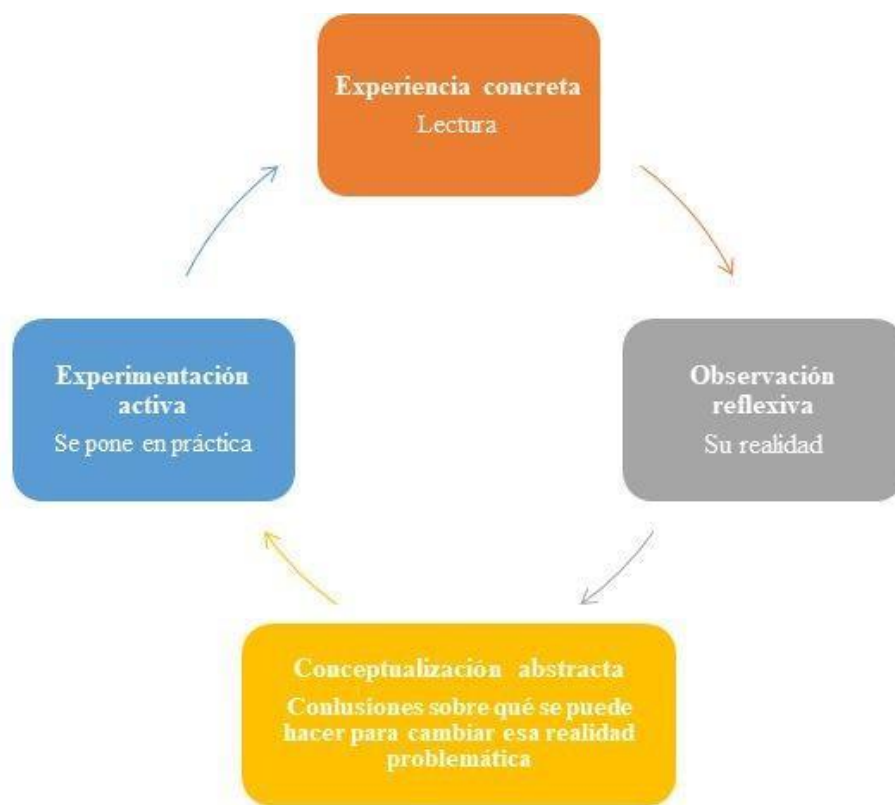 Experiencia concreta
Lectura
Observación
reflexiva
Su realidad
Conceptualización abstracta
Conlusiones sobre qué se puede
hacer para cambiar esa realidad
problemática
Experimentación
activa
Se pone en práctica